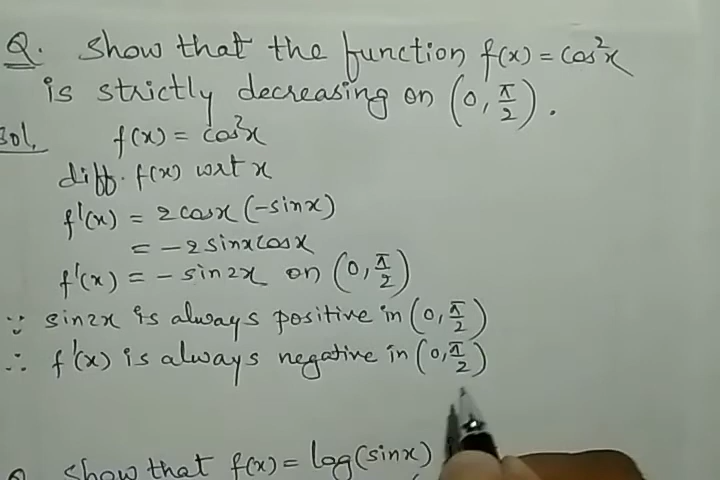 Q. Show that the function f(x) = cos²x
is strictly decreasing on (0, π/2).
Sol. f(x) = cos²x
diff. f(x) wrt x
f'(x) = 2cosx(-sinx)
= -2sinxcosx
f'(x) = -sin2x on (0, π/2)
∵ sin2x is always positive in (0, π/2)
∴ f'(x) is always negative in (0, π/2)
Q. Show that f(x) = log(sinx)